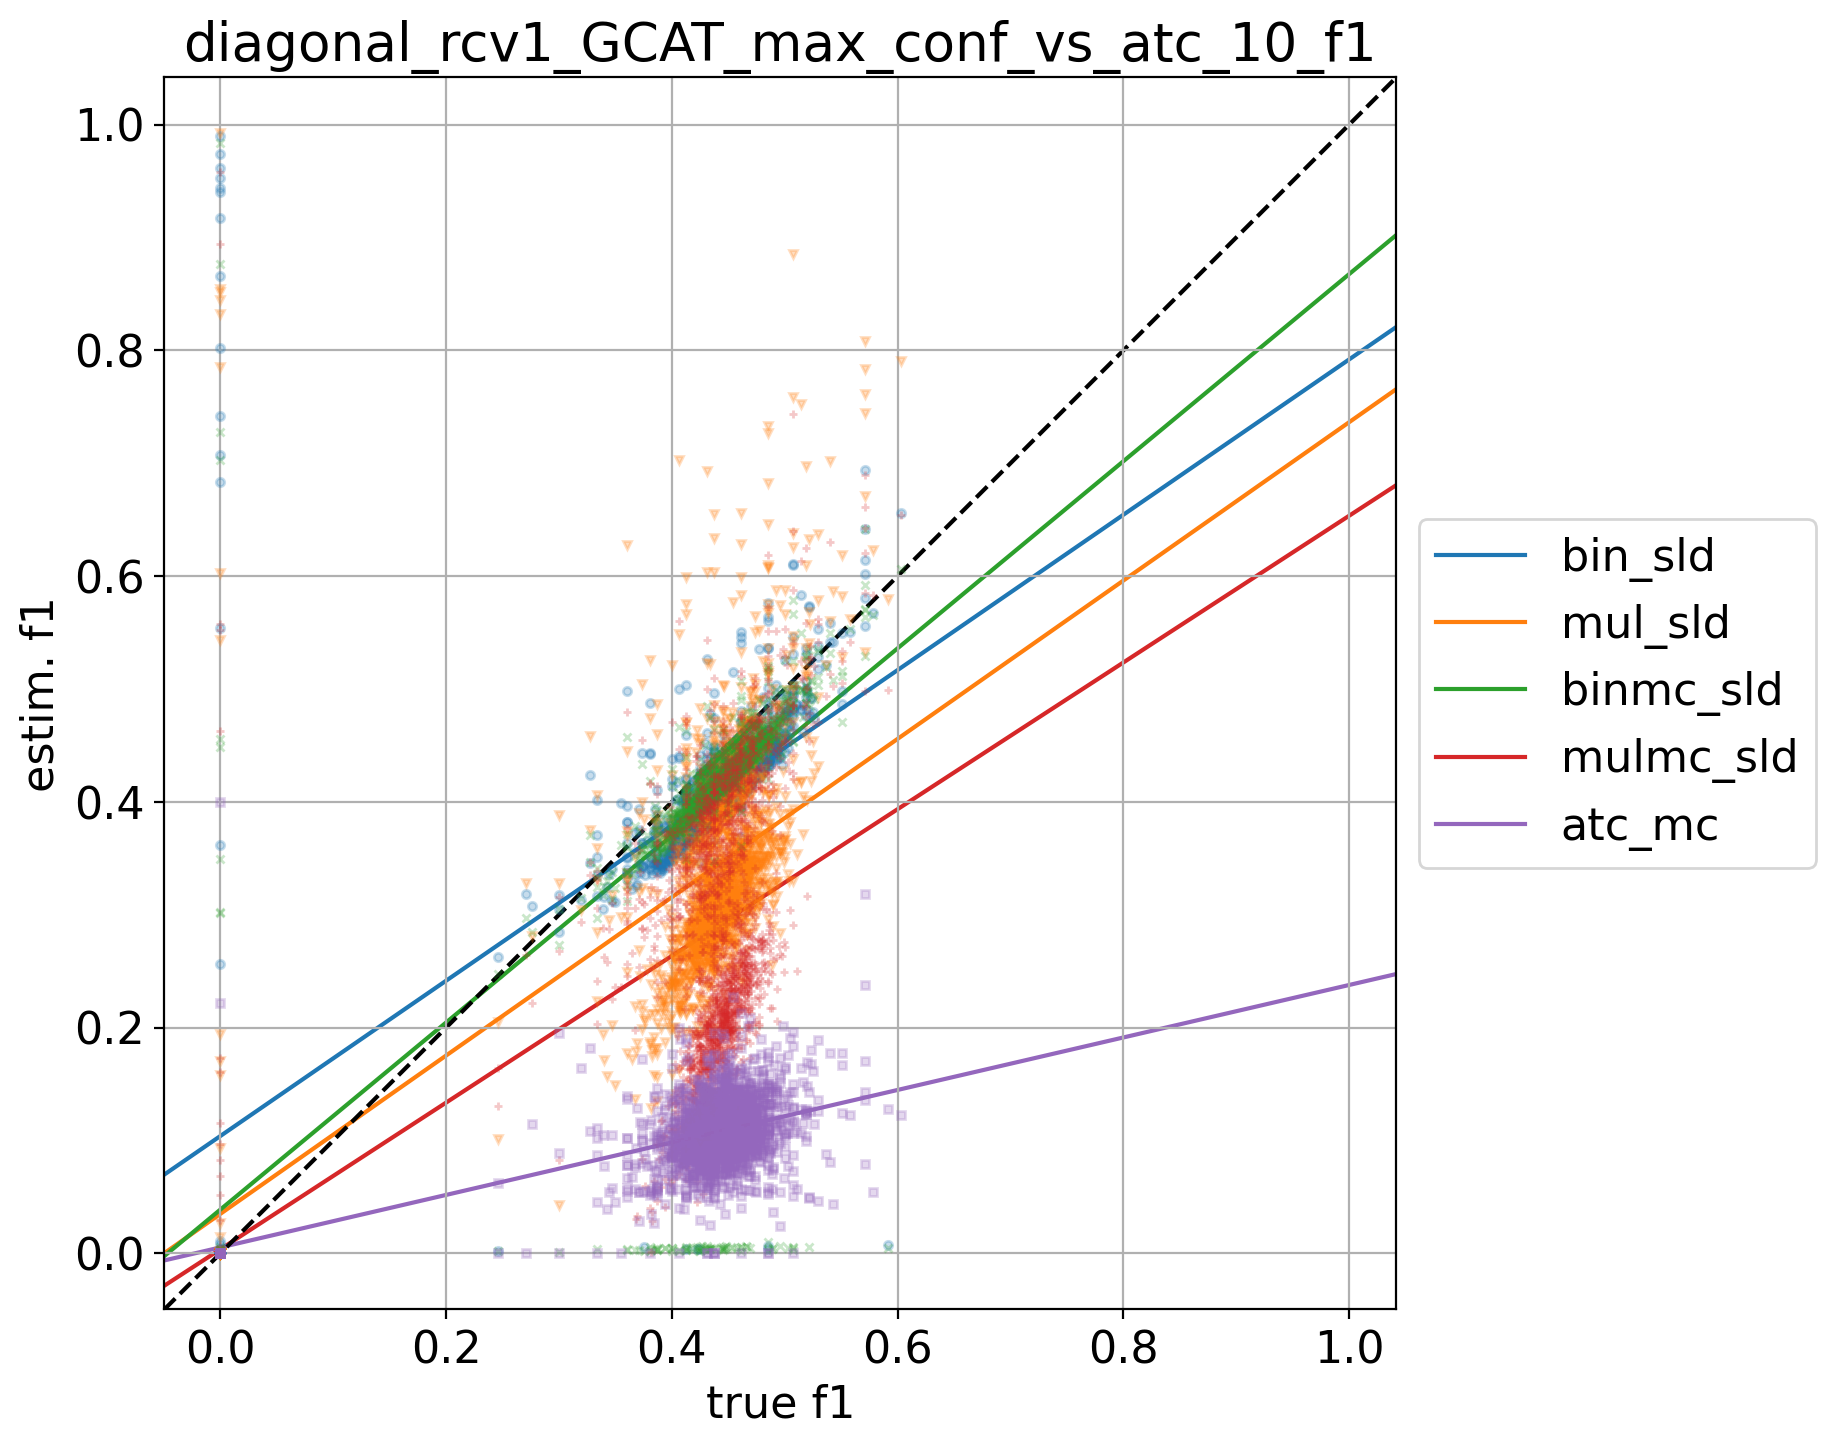 diagonal_rcv1_GCAT_max_conf_vs_atc_10_f1
1.0
0.8
0.6
0.4
0.2
0.0
estim. f1
0.0 0.2 0.4 0.6 0.8 1.0
true f1
bin_sld
mul_sld
binmc_sld
mulmc_sld
atc_mc